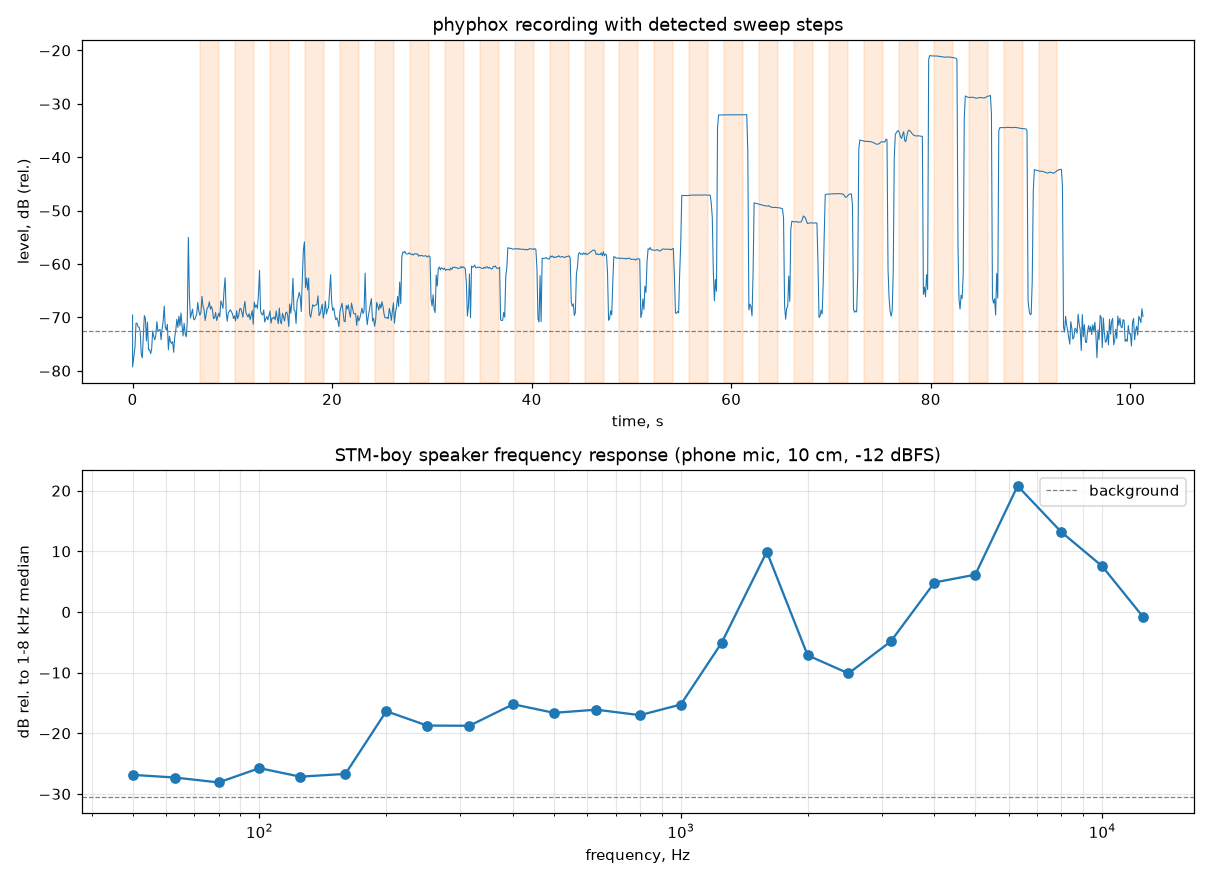 phyphox recording with detected sweep steps
level, dB (rel.)
−20
−30
−40
−50
−60
−70
−80
0 20 40 60 80 100
time, s
STM-boy speaker frequency response (phone mic, 10 cm, -12 dBFS)
background
dB rel. to 1-8 kHz median
20
10
0
−10
−20
−30
10² 10³ 10⁴
frequency, Hz